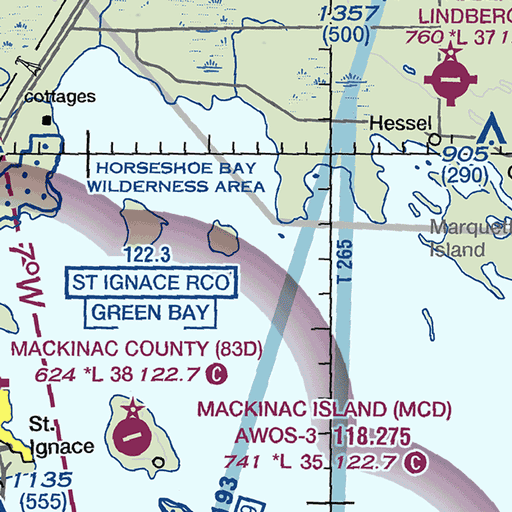 1357
(500)
LINDBERG
760 *L 37 1
cottages
Hessel
905
(290)
HORSESHOE BAY
WILDERNESS AREA
Marquett
Island
122.3
ST IGNACE RCO
GREEN BAY
7°W
T 265
MACKINAC COUNTY (83D)
624 *L 38 122.7 C
MACKINAC ISLAND (MCD)
AWOS-3 118.275
741 *L 35 122.7 C
St.
Ignace
1135
(555)
193